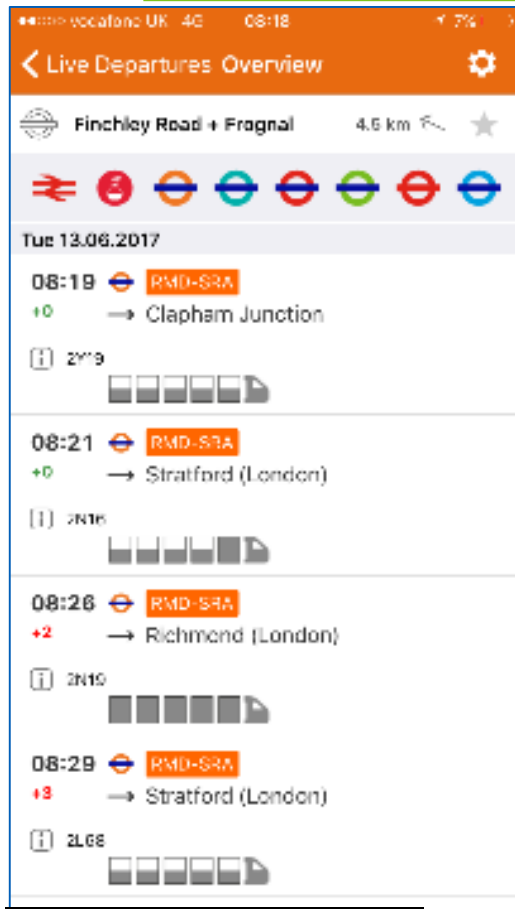 vodafone UK 4G 08:18 7%
Live Departures Overview
Finchley Road + Frognal 4.6 km
Tue 13.06.2017
08:19 RMD-SRA
+0 → Clapham Junction
2Y19
08:21 RMD-SRA
+0 → Stratford (London)
2N16
08:26 RMD-SRA
+2 → Richmond (London)
2N19
08:29 RMD-SRA
+3 → Stratford (London)
2L68